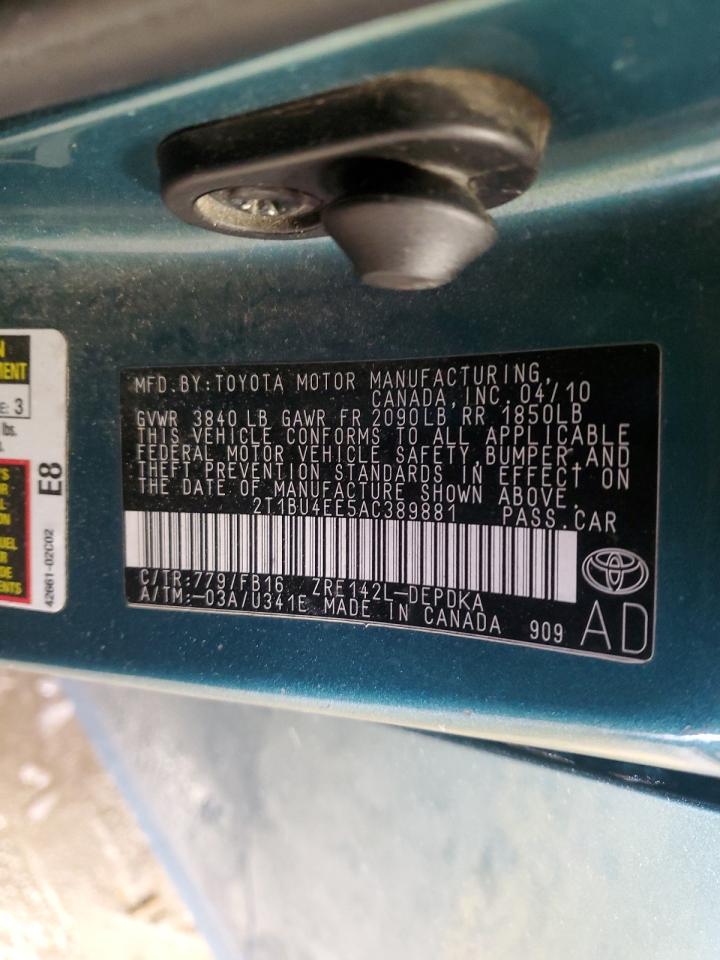 MFD.BY:TOYOTA MOTOR MANUFACTURING,
CANADA, INC. 04/10
GVWR 3840 LB GAWR FR 2090LB RR 1850LB
THIS VEHICLE CONFORMS TO ALL APPLICABLE
FEDERAL MOTOR VEHICLE SAFETY, BUMPER, AND
THEFT PREVENTION STANDARDS IN EFFECT ON
THE DATE OF MANUFACTURE SHOWN ABOVE.
2T1BU4EE5AC389881 PASS.CAR
C/TR:779/FB16 ZRE142L-DEPDKA
A/TM:-03A/U341E MADE IN CANADA 909 AD
N
MENT
E: 3
lbs.
E8
42661-02C02